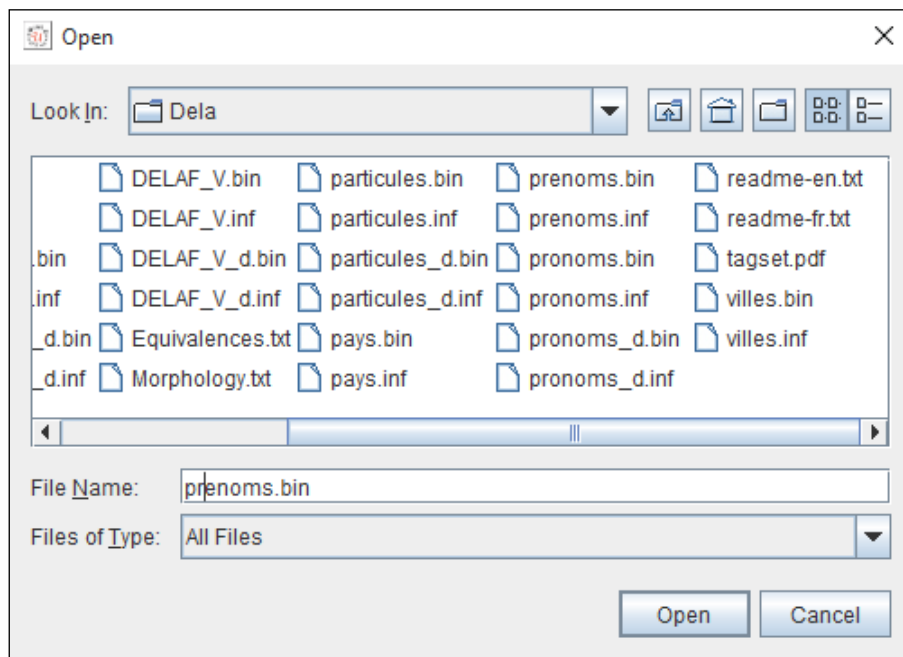 Open
Look In: Dela
DELAF_V.bin particules.bin prenoms.bin readme-en.txt
DELAF_V.inf particules.inf prenoms.inf readme-fr.txt
.bin DELAF_V_d.bin particules_d.bin pronoms.bin tagset.pdf
.inf DELAF_V_d.inf particules_d.inf pronoms.inf villes.bin
_d.bin Equivalences.txt pays.bin pronoms_d.bin villes.inf
_d.inf Morphology.txt pays.inf pronoms_d.inf
File Name: prenoms.bin
Files of Type: All Files
Open Cancel